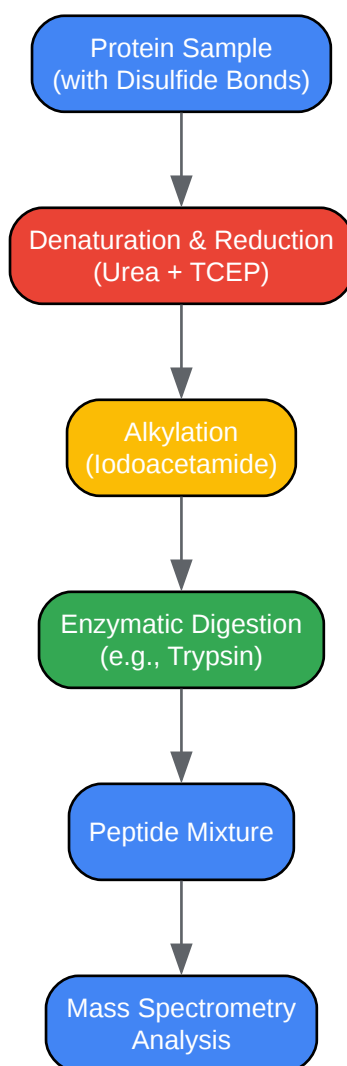 Protein Sample
(with Disulfide Bonds)
Denaturation & Reduction
(Urea + TCEP)
Alkylation
(Iodoacetamide)
Enzymatic Digestion
(e.g., Trypsin)
Peptide Mixture
Mass Spectrometry
Analysis